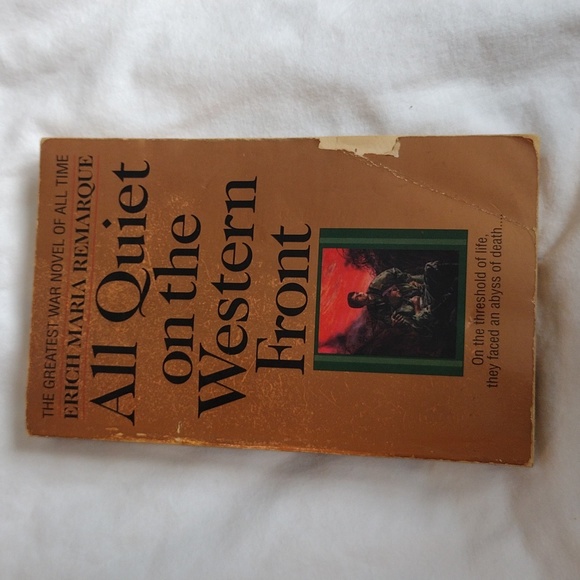 THE GREATEST WAR NOVEL OF ALL TIME
ERICH MARIA REMARQUE
All Quiet
on the
Western
Front
On the threshold of life,
they faced an abyss of death....